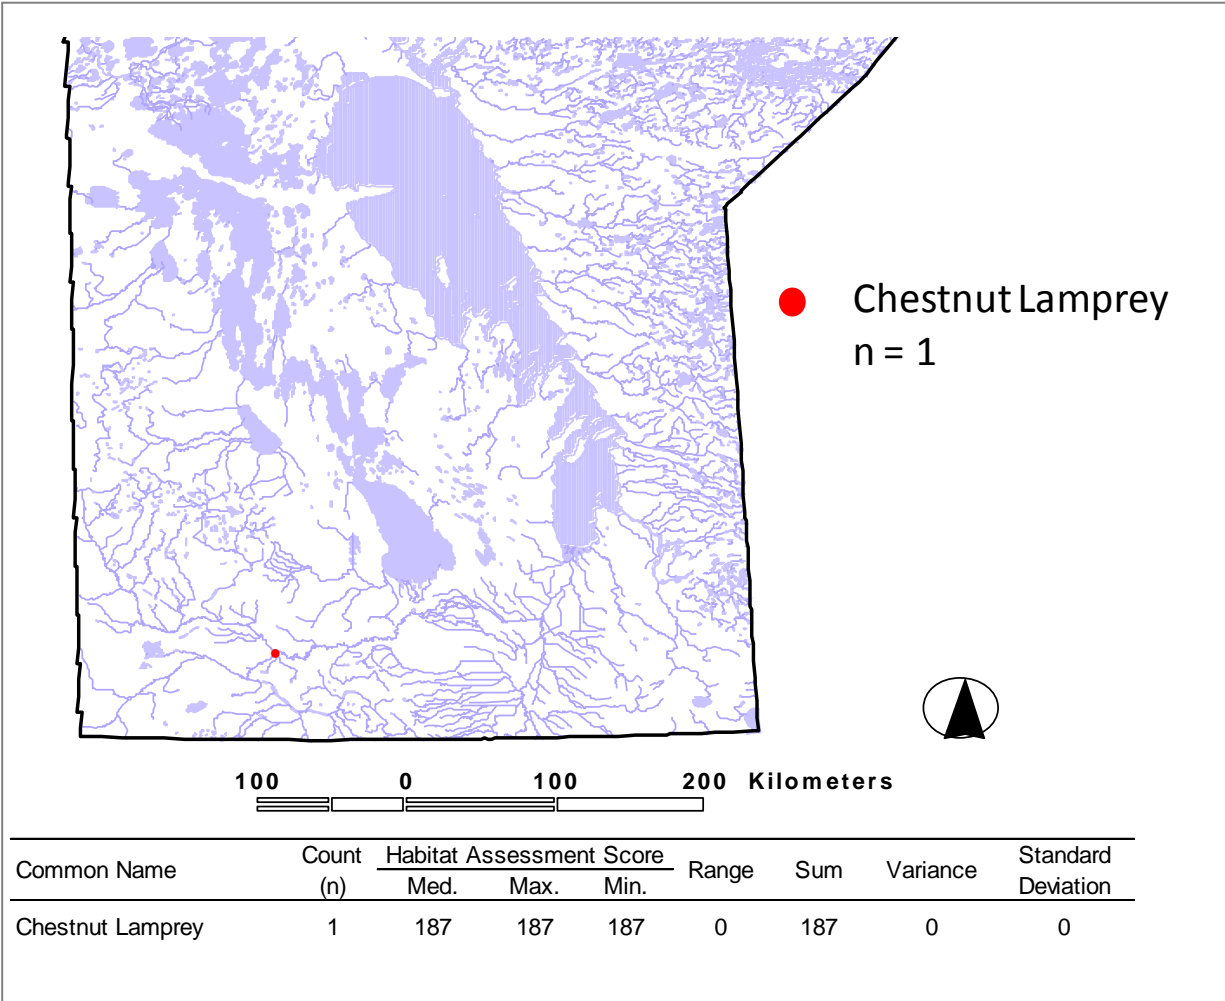 Chestnut Lamprey
n = 1
100 0 100 200 Kilometers
Common Name Count (n) Habitat Assessment Score Med. Max. Min. Range Sum Variance Standard Deviation
Chestnut Lamprey 1 187 187 187 0 187 0 0